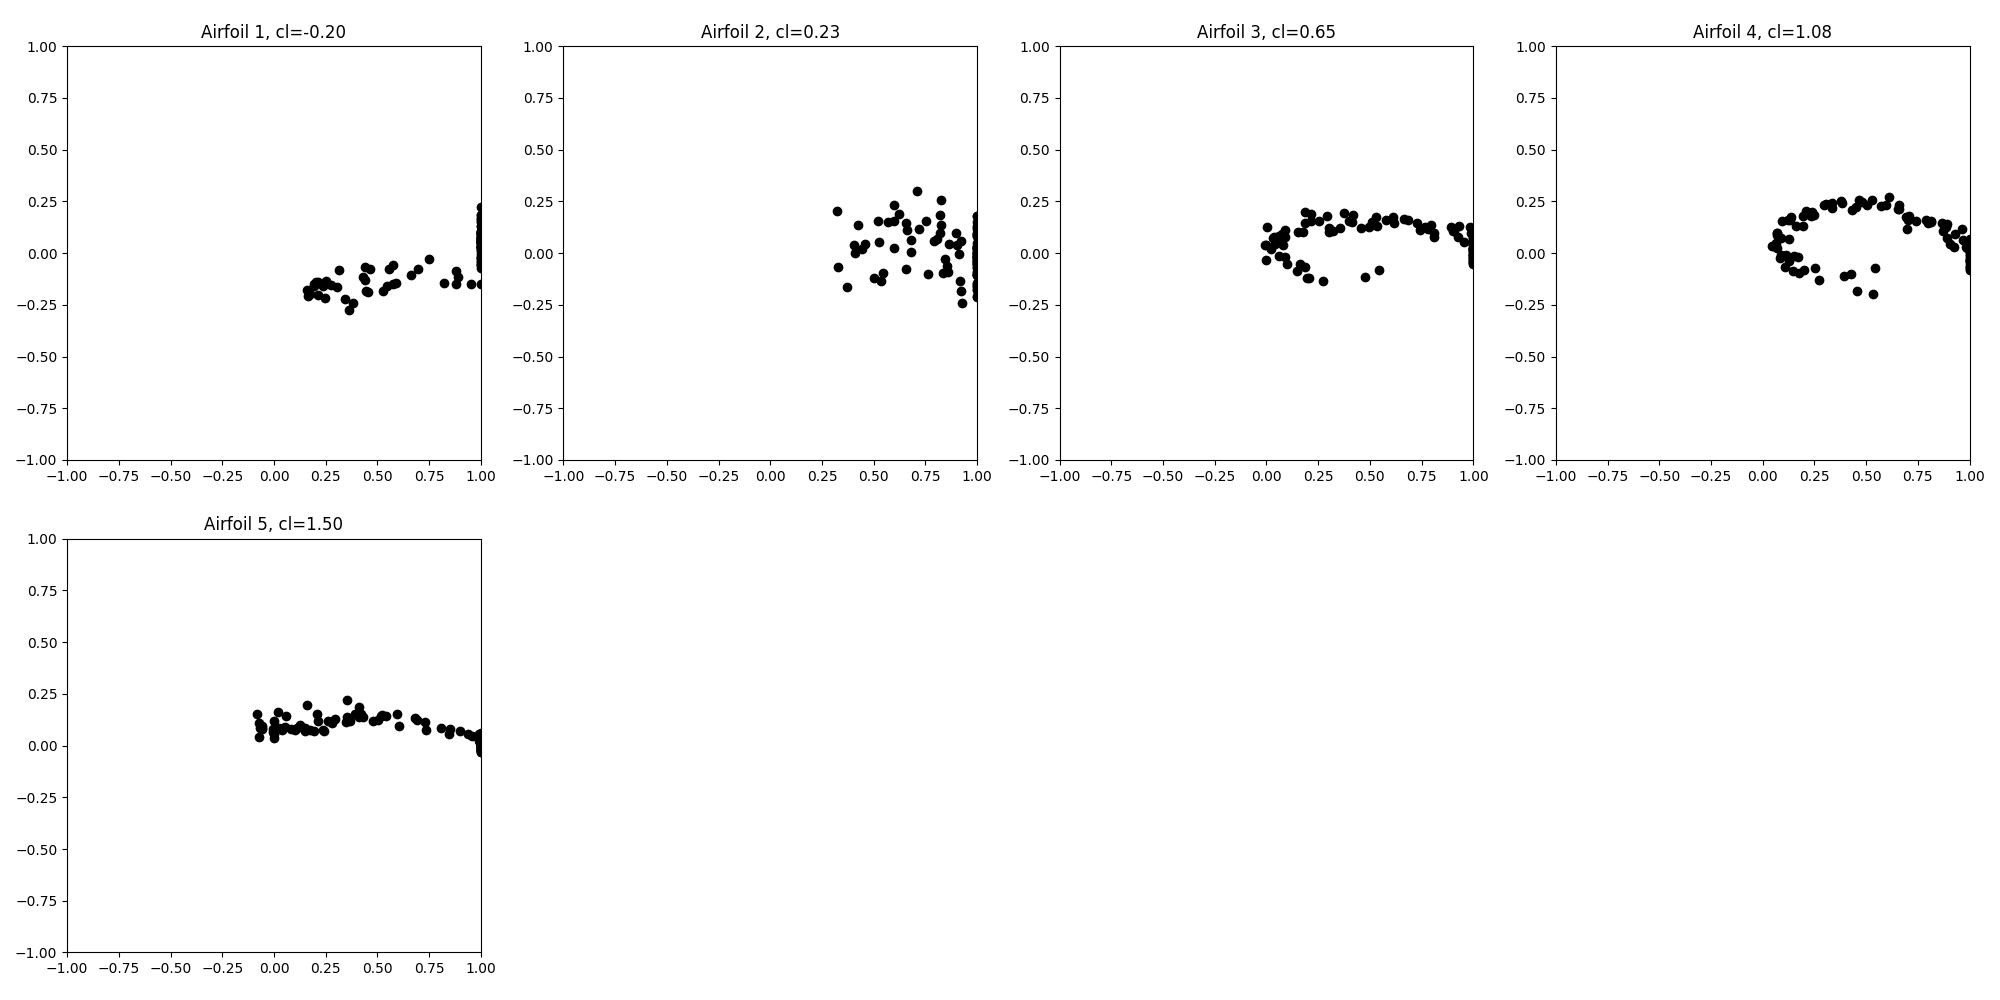 Airfoil 1, cl=-0.20
Airfoil 2, cl=0.23
Airfoil 3, cl=0.65
Airfoil 4, cl=1.08
1.00 1.00 1.00 1.00
0.75 0.75 0.75 0.75
0.50 0.50 0.50 0.50
0.25 0.25 0.25 0.25
0.00 0.00 0.00 0.00
−0.25 −0.25 −0.25 −0.25
−0.50 −0.50 −0.50 −0.50
−0.75 −0.75 −0.75 −0.75
−1.00 −1.00 −1.00 −1.00
−1.00 −0.75 −0.50 −0.25 0.00 0.25 0.50 0.75 1.00
−1.00 −0.75 −0.50 −0.25 0.00 0.25 0.50 0.75 1.00
−1.00 −0.75 −0.50 −0.25 0.00 0.25 0.50 0.75 1.00
−1.00 −0.75 −0.50 −0.25 0.00 0.25 0.50 0.75 1.00
Airfoil 5, cl=1.50
1.00
0.75
0.50
0.25
0.00
−0.25
−0.50
−0.75
−1.00
−1.00 −0.75 −0.50 −0.25 0.00 0.25 0.50 0.75 1.00